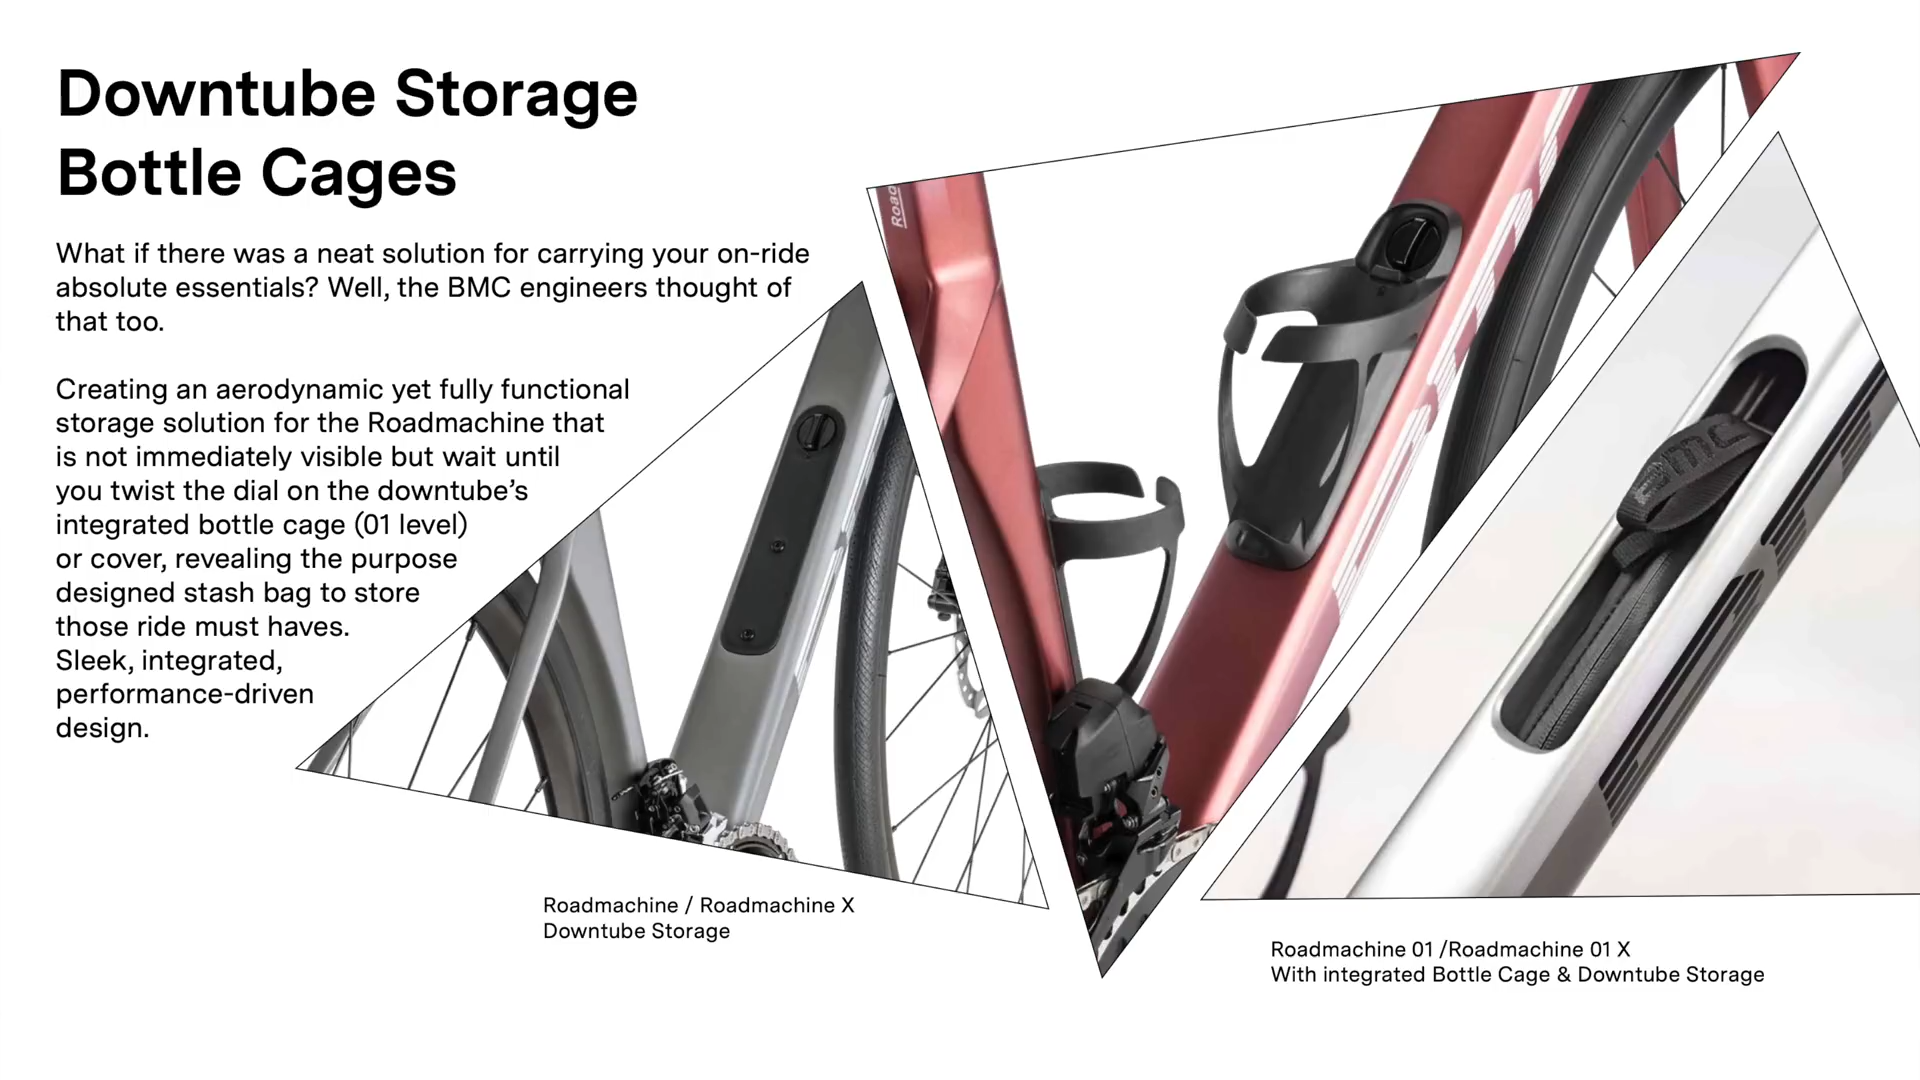 Downtube Storage
Bottle Cages
What if there was a neat solution for carrying your on-ride
absolute essentials? Well, the BMC engineers thought of
that too.
Creating an aerodynamic yet fully functional
storage solution for the Roadmachine that
is not immediately visible but wait until
you twist the dial on the downtube’s
integrated bottle cage (01 level)
or cover, revealing the purpose
designed stash bag to store
those ride must haves.
Sleek, integrated,
performance-driven
design.
Road
bmc
Roadmachine / Roadmachine X
Downtube Storage
Roadmachine 01 /Roadmachine 01 X
With integrated Bottle Cage & Downtube Storage